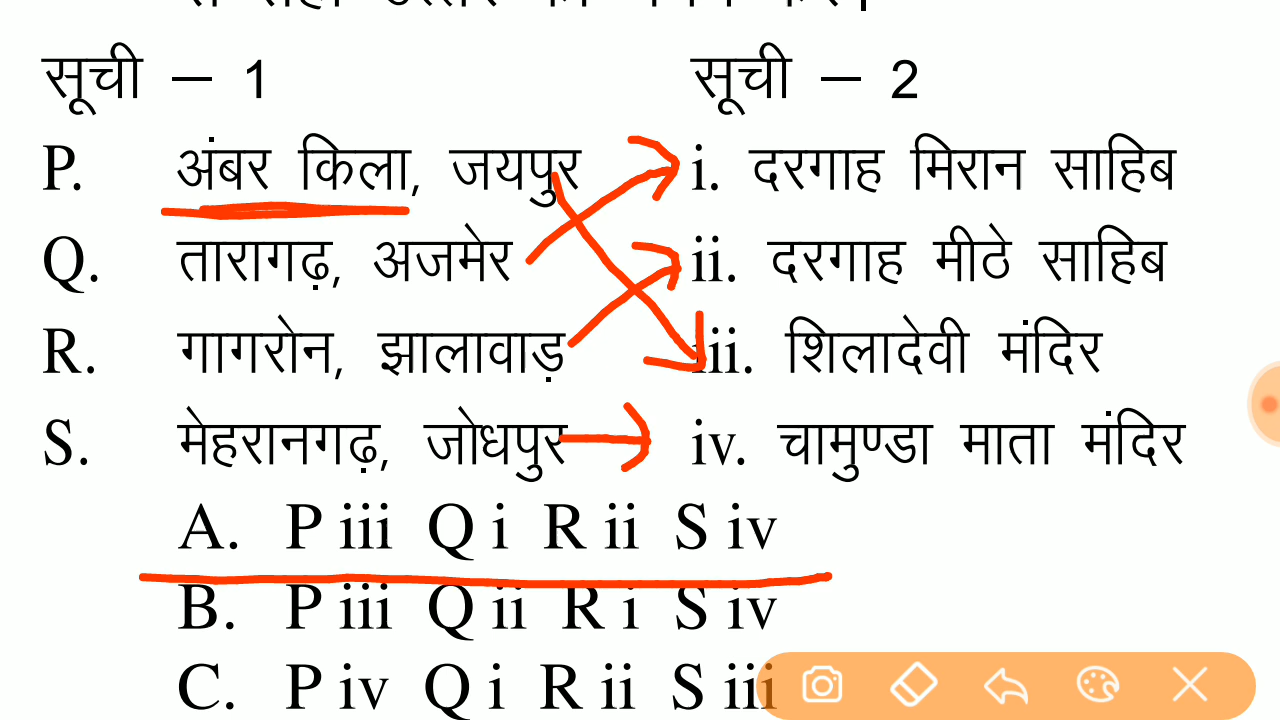 सूची – 1 सूची – 2
P. अंबर किला, जयपुर i. दरगाह मिरान साहिब
Q. तारागढ़, अजमेर ii. दरगाह मीठे साहिब
R. गागरोन, झालावाड़ iii. शिलादेवी मंदिर
S. मेहरानगढ़, जोधपुर iv. चामुण्डा माता मंदिर
A. P iii Q i R ii S iv
B. P iii Q ii R i S iv
C. P iv Q i R ii S iii